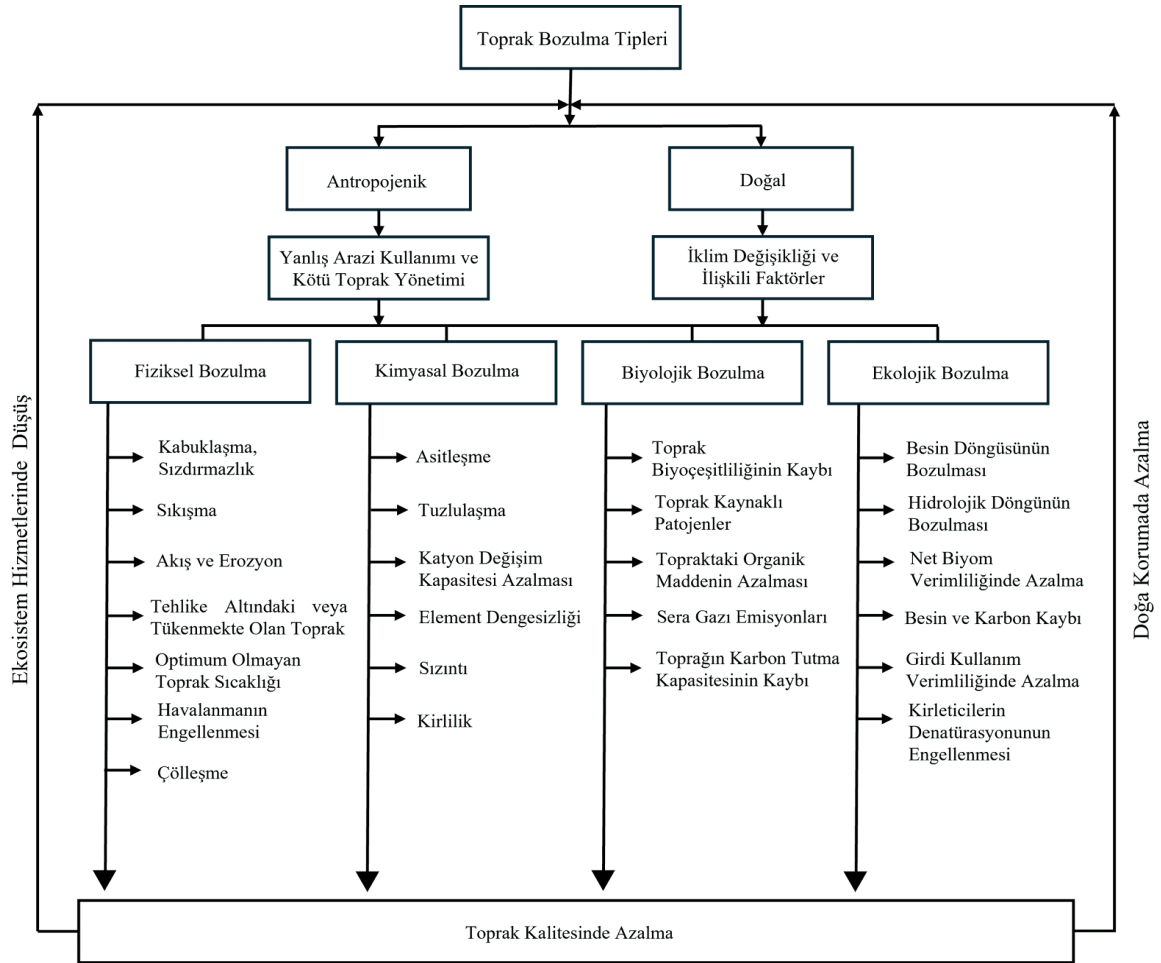 Toprak Bozulma Tipleri
Antropojenik
Doğal
Yanlış Arazi Kullanımı ve
Kötü Toprak Yönetimi
İklim Değişikliği ve
İlişkili Faktörler
Fiziksel Bozulma
Kimyasal Bozulma
Biyolojik Bozulma
Ekolojik Bozulma
Kabuklaşma,
Sızdırmazlık
Sıkışma
Akış ve Erozyon
Tehlike Altındaki veya
Tükenmekte Olan Toprak
Optimum Olmayan
Toprak Sıcaklığı
Havalanmanın
Engellenmesi
Çölleşme
Asitleşme
Tuzlulaşma
Katyon Değişim
Kapasitesi Azalması
Element Dengesizliği
Sızıntı
Kirlilik
Toprak
Biyoçeşitliliğinin Kaybı
Toprak Kaynaklı
Patojenler
Topraktaki Organik
Maddenin Azalması
Sera Gazı Emisyonları
Toprağın Karbon Tutma
Kapasitesinin Kaybı
Besin Döngüsünün
Bozulması
Hidrolojik Döngünün
Bozulması
Net Biyom
Verimliliğinde Azalma
Besin ve Karbon Kaybı
Girdi Kullanım
Verimliliğinde Azalma
Kirleticilerin
Denatürasyonunun
Engellenmesi
Ekosistem Hizmetlerinde Düşüş
Doğa Korumada Azalma
Toprak Kalitesinde Azalma